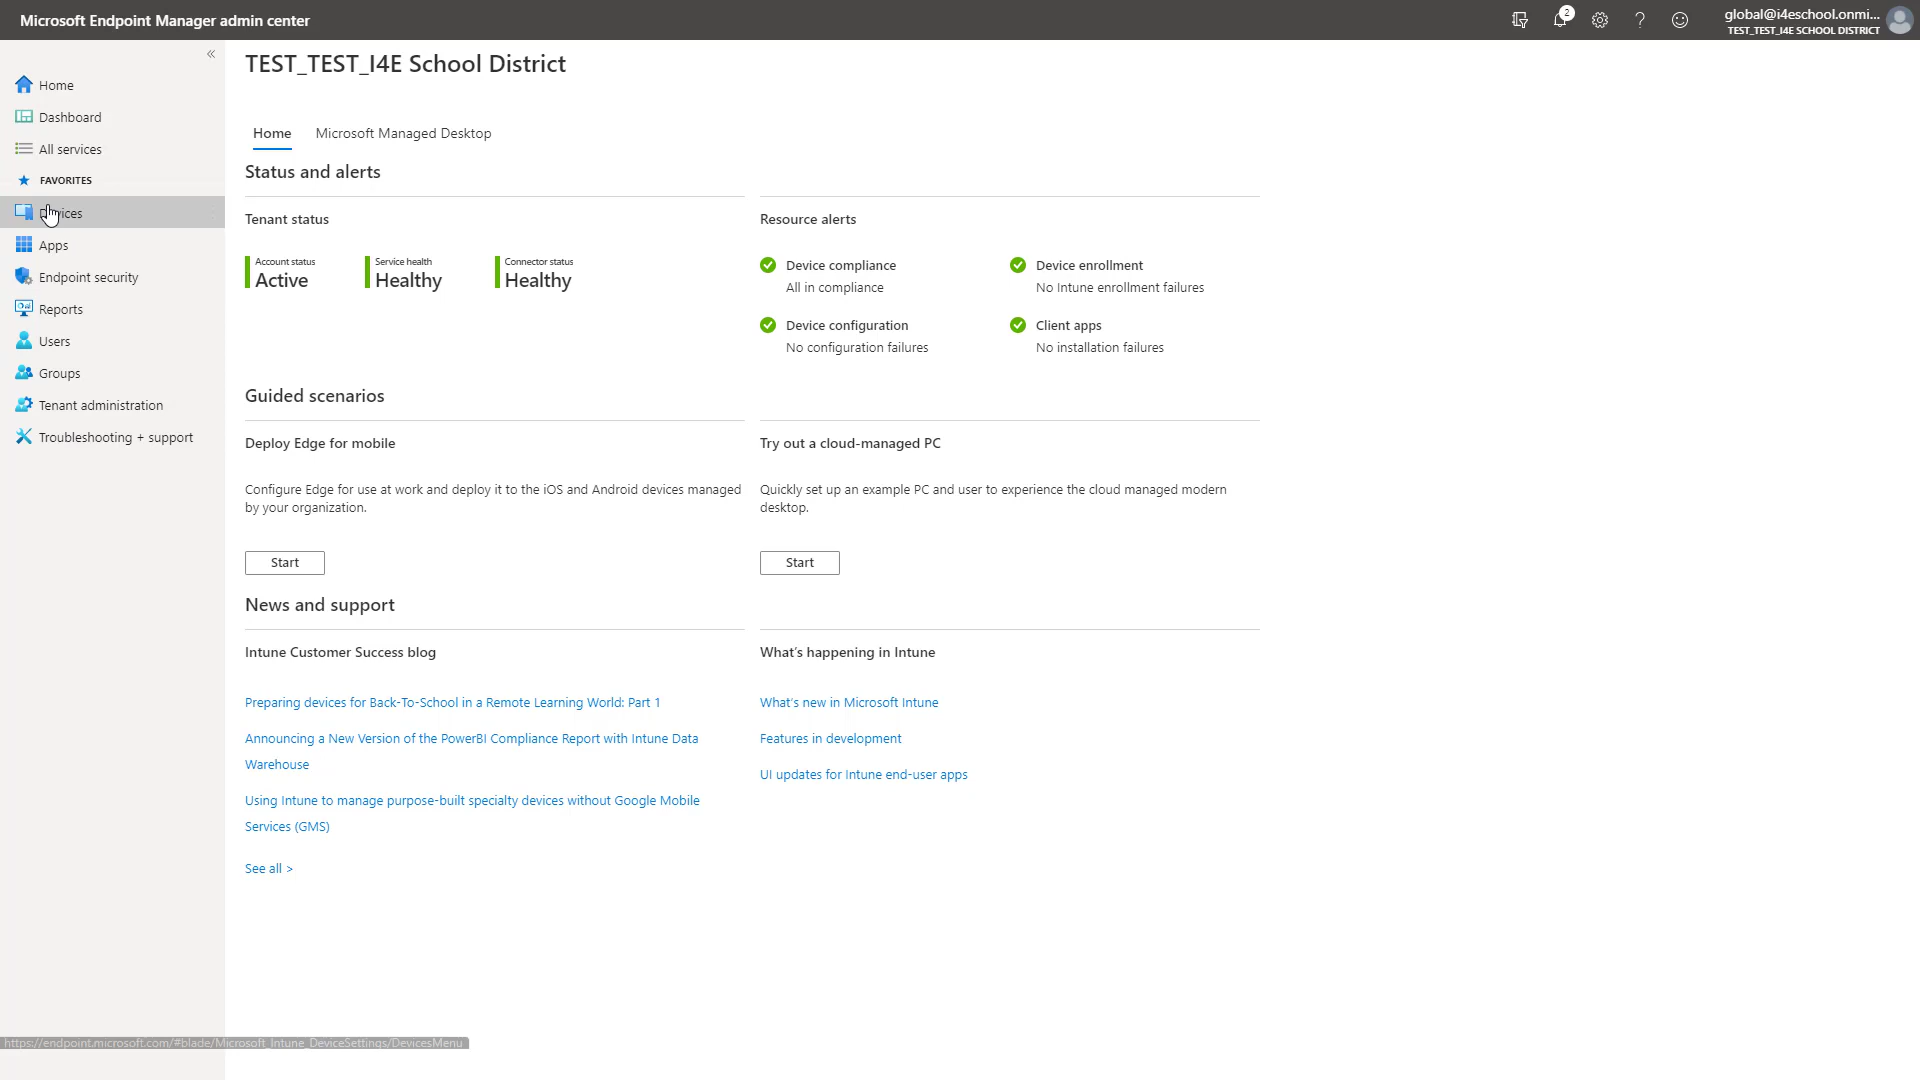 Microsoft Endpoint Manager admin center
2
global@i4eschool.onmi...
TEST_TEST_I4E SCHOOL DISTRICT
«
Home
Dashboard
All services
FAVORITES
Devices
Apps
Endpoint security
Reports
Users
Groups
Tenant administration
Troubleshooting + support
TEST_TEST_I4E School District
Home Microsoft Managed Desktop
Status and alerts
Tenant status
Account status
Active
Service health
Healthy
Connector status
Healthy
Resource alerts
Device compliance
All in compliance
Device enrollment
No Intune enrollment failures
Device configuration
No configuration failures
Client apps
No installation failures
Guided scenarios
Deploy Edge for mobile
Configure Edge for use at work and deploy it to the iOS and Android devices managed
by your organization.
Start
Try out a cloud-managed PC
Quickly set up an example PC and user to experience the cloud managed modern
desktop.
Start
News and support
Intune Customer Success blog
Preparing devices for Back-To-School in a Remote Learning World: Part 1
Announcing a New Version of the PowerBI Compliance Report with Intune Data
Warehouse
Using Intune to manage purpose-built specialty devices without Google Mobile
Services (GMS)
See all >
What's happening in Intune
What's new in Microsoft Intune
Features in development
UI updates for Intune end-user apps
https://endpoint.microsoft.com/#blade/Microsoft_Intune_DeviceSettings/DevicesMenu